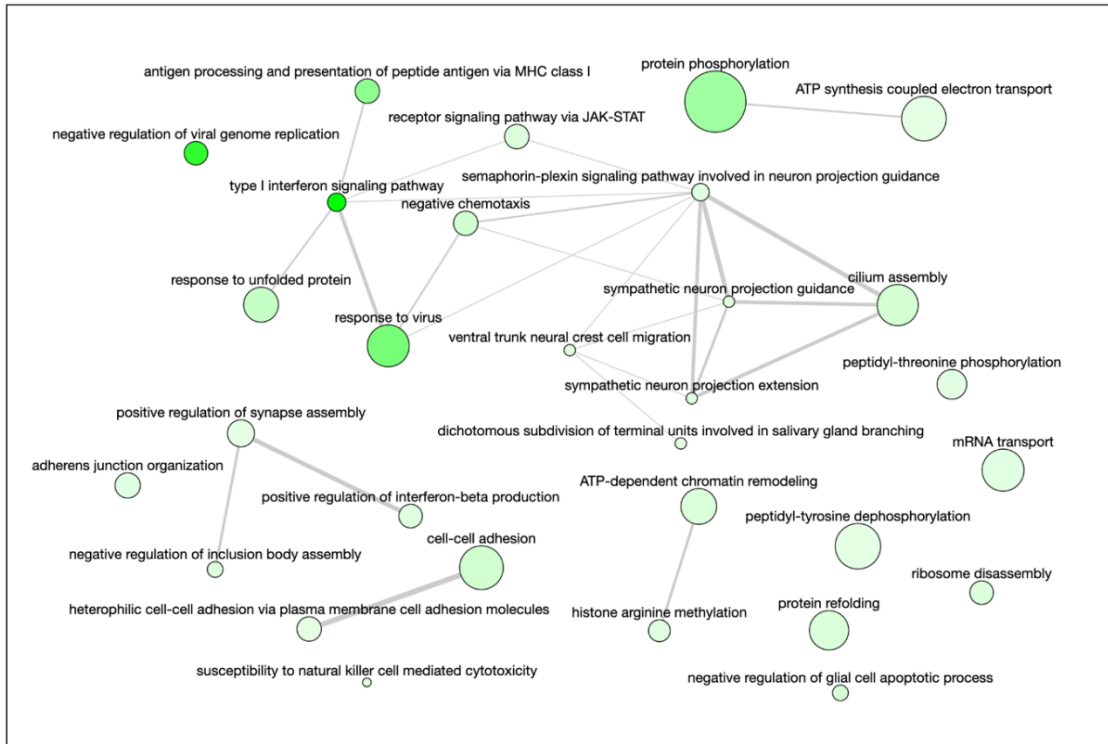 protein phosphorylation
antigen processing and presentation of peptide antigen via MHC class I
ATP synthesis coupled electron transport
receptor signaling pathway via JAK-STAT
negative regulation of viral genome replication
semaphorin-plexin signaling pathway involved in neuron projection guidance
type I interferon signaling pathway
negative chemotaxis
response to unfolded protein
cilium assembly
sympathetic neuron projection guidance
response to virus
ventral trunk neural crest cell migration
peptidyl-threonine phosphorylation
sympathetic neuron projection extension
positive regulation of synapse assembly
dichotomous subdivision of terminal units involved in salivary gland branching
mRNA transport
adherens junction organization
ATP-dependent chromatin remodeling
positive regulation of interferon-beta production
peptidyl-tyrosine dephosphorylation
cell-cell adhesion
negative regulation of inclusion body assembly
ribosome disassembly
heterophilic cell-cell adhesion via plasma membrane cell adhesion molecules
histone arginine methylation
protein refolding
susceptibility to natural killer cell mediated cytotoxicity
negative regulation of glial cell apoptotic process